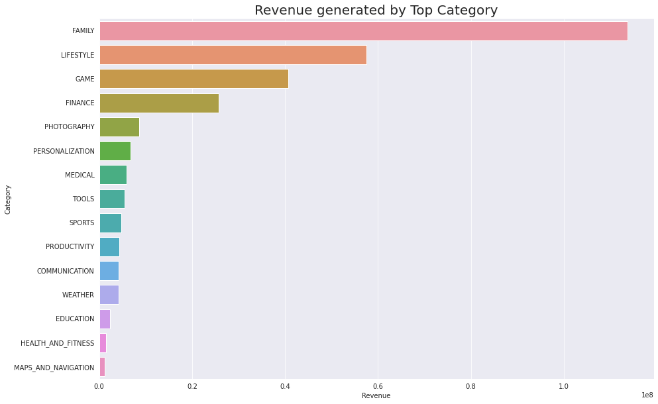 Revenue generated by Top Category
FAMILY
LIFESTYLE
GAME
FINANCE
PHOTOGRAPHY
PERSONALIZATION
MEDICAL
TOOLS
SPORTS
PRODUCTIVITY
COMMUNICATION
WEATHER
EDUCATION
HEALTH_AND_FITNESS
MAPS_AND_NAVIGATION
Category
0.0 0.2 0.4 0.6 0.8 1.0
1e8
Revenue